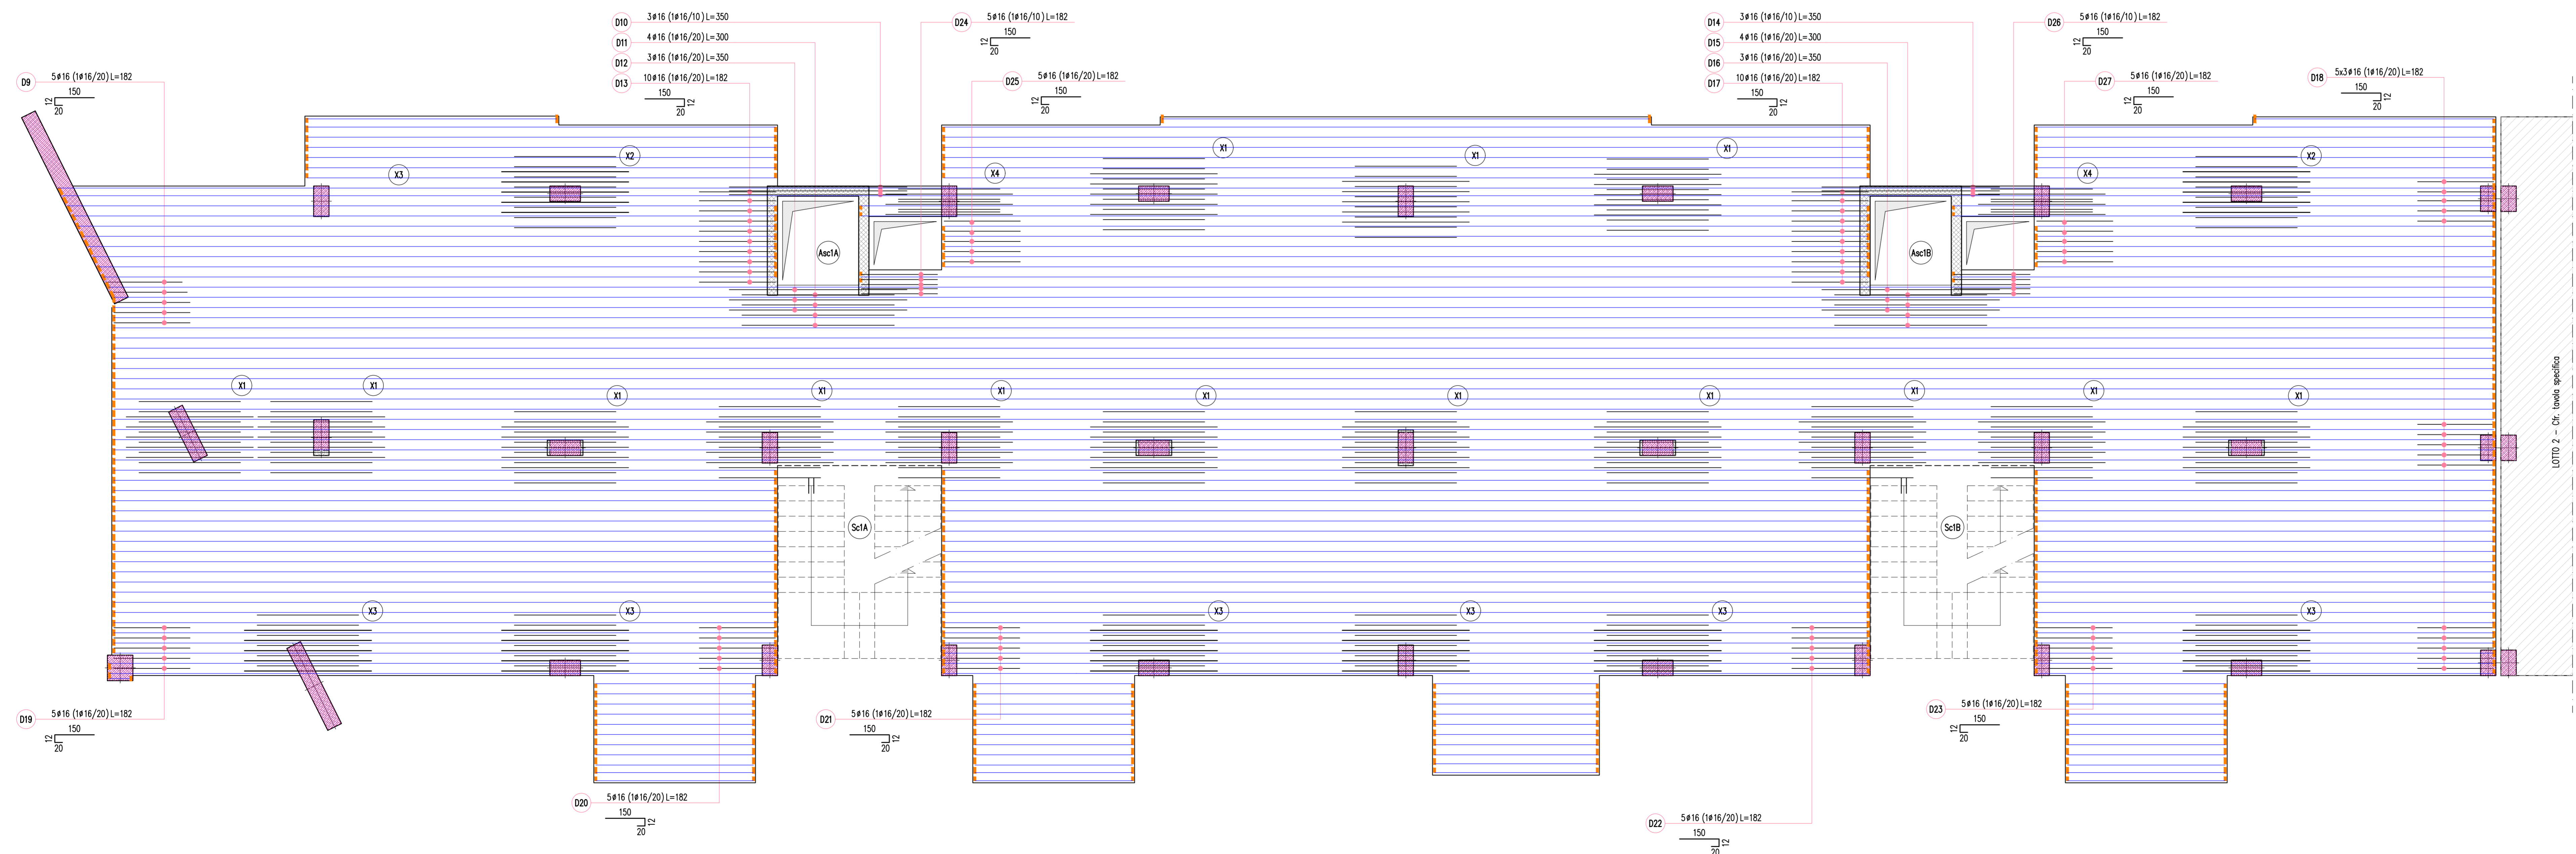 D10 3ø16 (1ø16/10) L=350
D11 4ø16 (1ø16/20) L=300
D12 3ø16 (1ø16/20) L=350
D13 10ø16 (1ø16/20) L=182
150
20
12
D24 5ø16 (1ø16/10) L=182
150
12
20
D25 5ø16 (1ø16/20) L=182
150
12
20
D14 3ø16 (1ø16/10) L=350
D15 4ø16 (1ø16/20) L=300
D16 3ø16 (1ø16/20) L=350
D17 10ø16 (1ø16/20) L=182
150
20
12
D26 5ø16 (1ø16/10) L=182
150
12
20
D27 5ø16 (1ø16/20) L=182
150
12
20
D18 5x3ø16 (1ø16/20) L=182
150
20
12
D9 5ø16 (1ø16/20) L=182
150
12
20
X3
X2
X4
X1
X1
X1
X4
X2
Asc1A
Asc1B
X1
X1
X1
X1
X1
X1
X1
X1
X1
X1
X1
LOTTO 2 - Cfr. tavola specifica
Sc1A
Sc1B
X3
X3
X3
X3
X3
X3
D19 5ø16 (1ø16/20) L=182
150
12
20
D21 5ø16 (1ø16/20) L=182
150
20
12
D23 5ø16 (1ø16/20) L=182
150
12
20
D20 5ø16 (1ø16/20) L=182
150
20
12
D22 5ø16 (1ø16/20) L=182
150
20
12